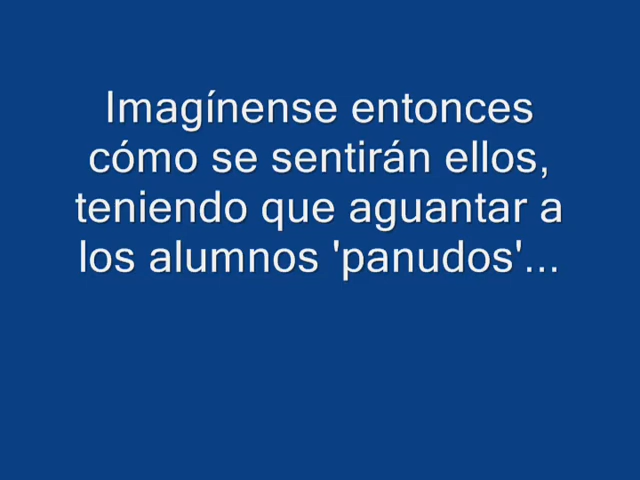 Imagínense entonces
cómo se sentirán ellos,
teniendo que aguantar a
los alumnos 'panudos'...